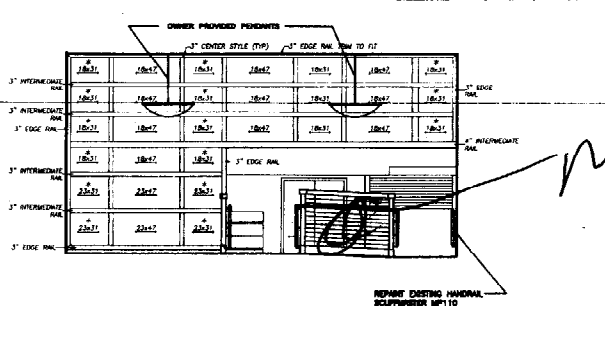 OWNER PROVIDED PENDANTS
3" CENTER STYLE (TYP)
3" EDGE RAIL TRIM TO FIT
* 18x31 18x47 * 18x31 18x47 18x31 18x47 * 18x31
3" INTERMEDIATE RAIL
3" EDGE RAIL
* 18x31 18x47 * 18x31 18x47 18x31 18x47 * 18x31
3" INTERMEDIATE RAIL
3" EDGE RAIL
* 18x31 18x47 * 18x31 18x47 18x31 18x47 * 18x31
4" INTERMEDIATE RAIL
* 18x31 18x47 * 18x31
3" EDGE RAIL
3" INTERMEDIATE RAIL
* 23x31 23x47 * 23x31
3" INTERMEDIATE RAIL
* 23x31 23x47 * 23x31
3" EDGE RAIL
REPAINT EXISTING HANDRAIL
SCUFFMASTER MP110